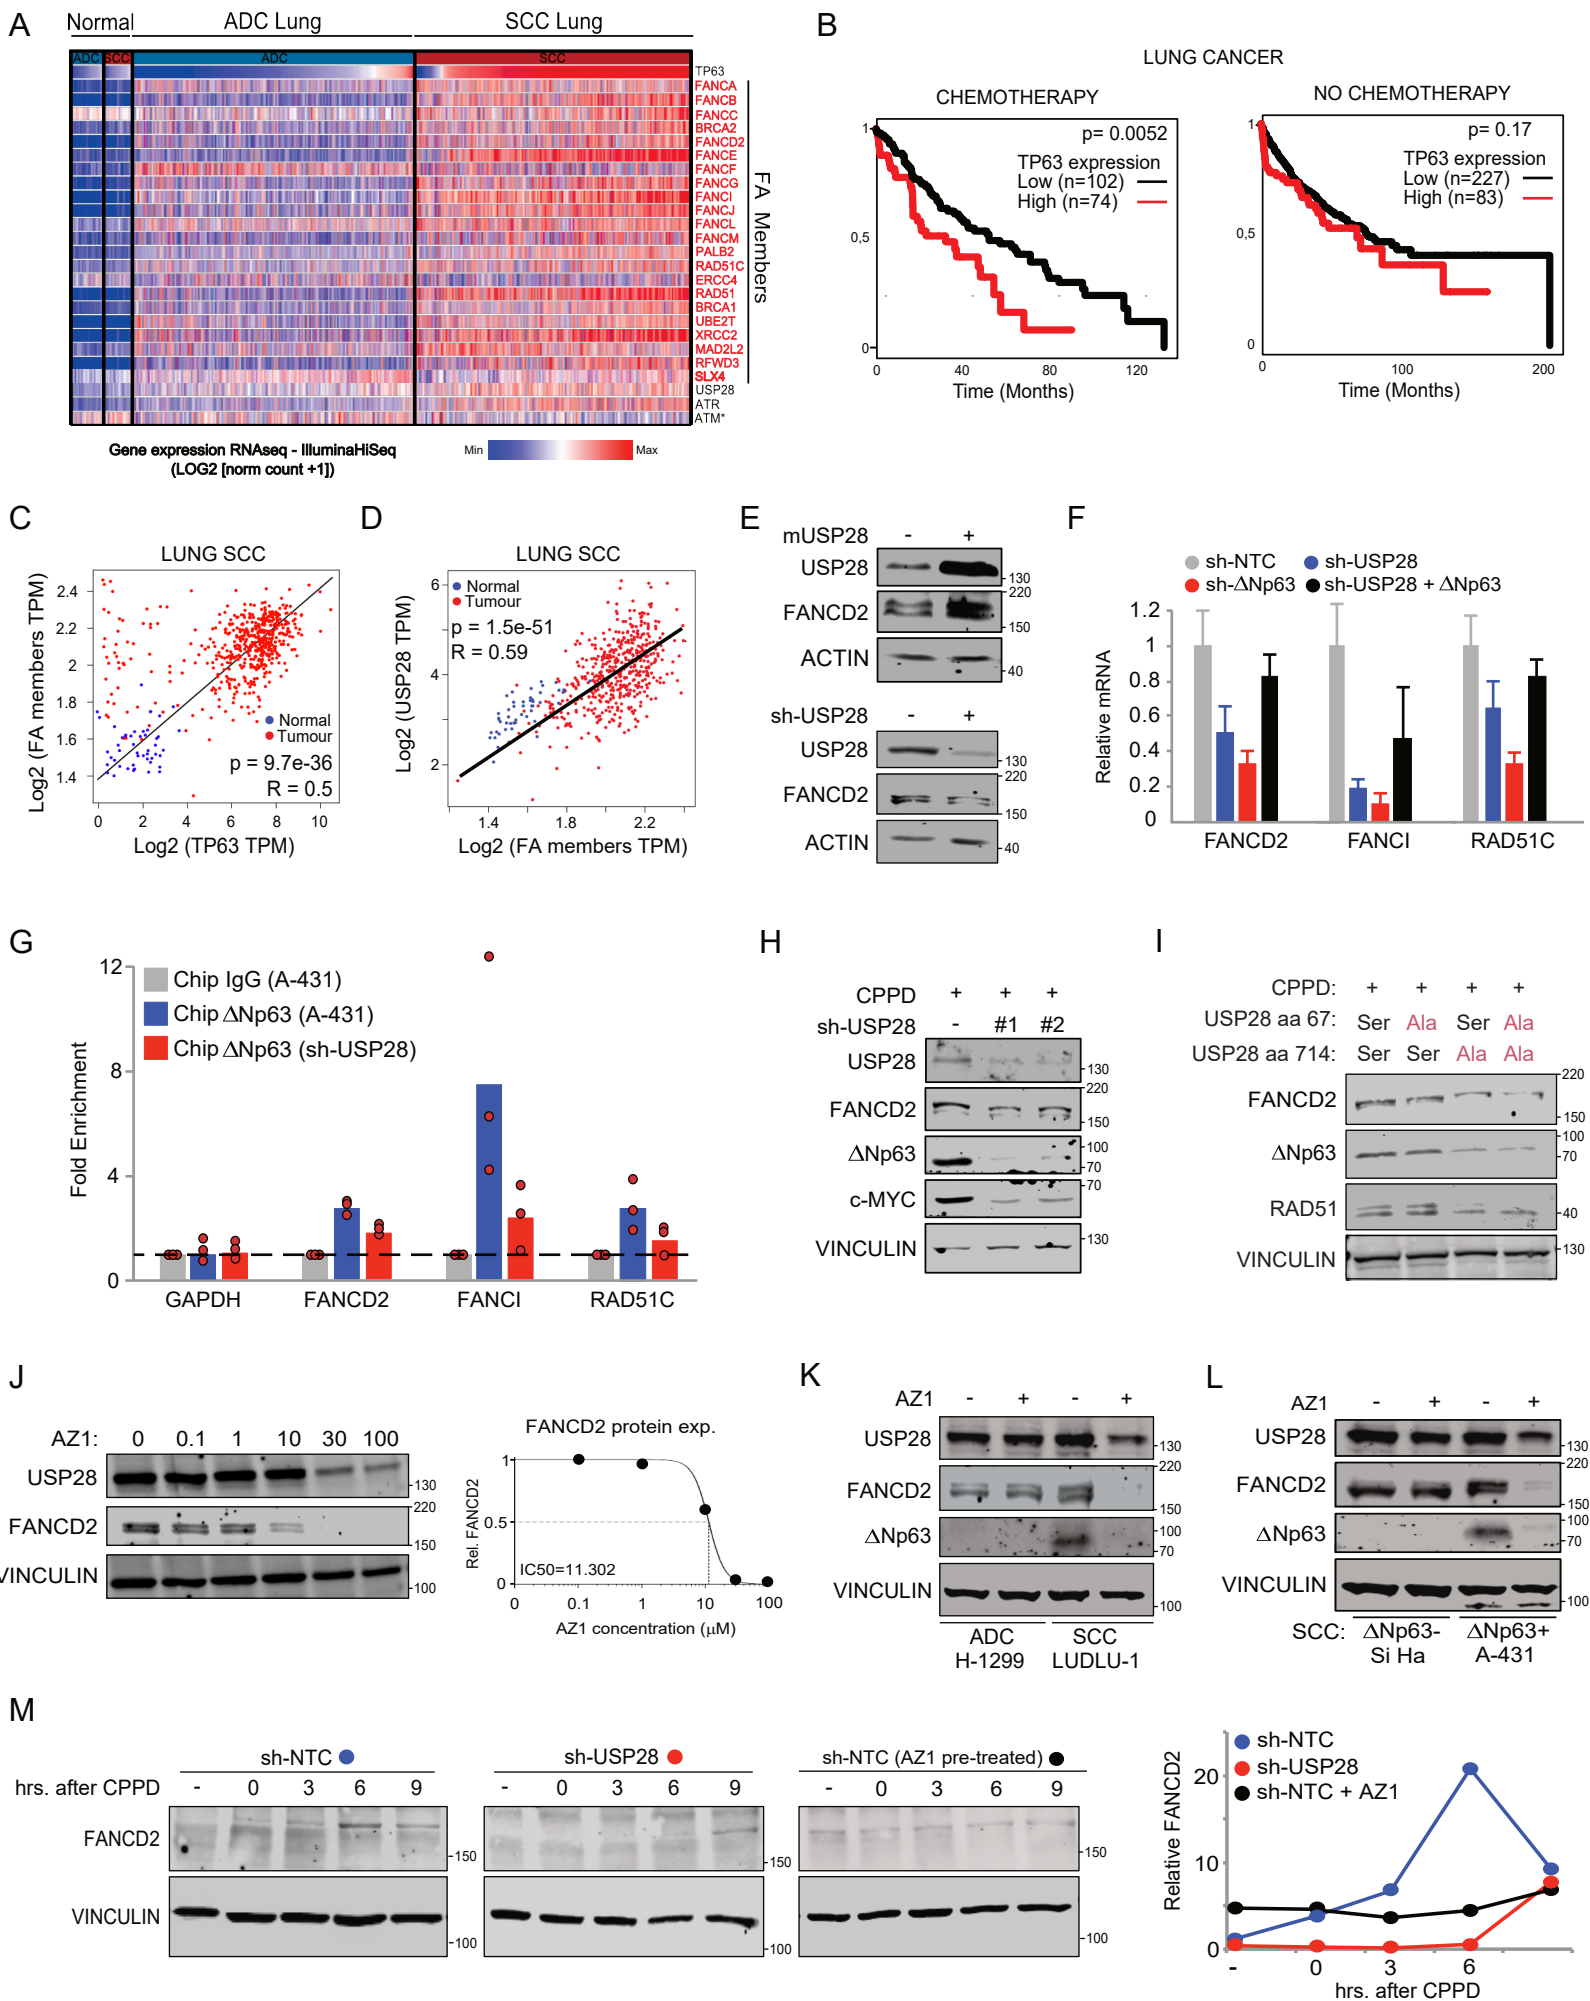 A
Normal
ADC Lung
SCC Lung
ADC
SCC
ADC
SCC
TP63
FANCA
FANCB
FANCC
BRCA2
FANCD2
FANCE
FANCF
FANCG
FANCI
FANCJ
FANCL
FANCM
PALB2
RAD51C
ERCC4
RAD51
BRCA1
UBE2T
XRCC2
MAD2L2
RFWD3
SLX4
USP28
ATR
ATM*
FA Members
Gene expression RNAseq - IlluminaHiSeq
(LOG2 [norm count +1])
Min
Max
B
LUNG CANCER
CHEMOTHERAPY
p= 0.0052
TP63 expression
Low (n=102)
High (n=74)
1
0,5
0
0 40 80 120
Time (Months)
NO CHEMOTHERAPY
p= 0.17
TP63 expression
Low (n=227)
High (n=83)
1
0,5
0
0 100 200
Time (Months)
C
LUNG SCC
Log2 (FA members TPM)
2.4
2.2
2
1.8
1.6
1.4
Normal
Tumour
p = 9.7e-36
R = 0.5
0 2 4 6 8 10
Log2 (TP63 TPM)
D
LUNG SCC
Log2 (USP28 TPM)
6
4
2
Normal
Tumour
p = 1.5e-51
R = 0.59
1.4 1.8 2.2
Log2 (FA members TPM)
E
mUSP28 - +
USP28
130
220
FANCD2
150
ACTIN
40
sh-USP28 - +
USP28
130
220
FANCD2
150
ACTIN
40
F
sh-NTC
sh-USP28
sh-ΔNp63
sh-USP28 + ΔNp63
Relative mRNA
1.2
1
0.8
0.6
0.4
0.2
0
FANCD2 FANCI RAD51C
G
Fold Enrichment
12
8
4
0
Chip IgG (A-431)
Chip ΔNp63 (A-431)
Chip ΔNp63 (sh-USP28)
GAPDH FANCD2 FANCI RAD51C
H
CPPD + + +
sh-USP28 - #1 #2
USP28
130
220
FANCD2
150
ΔNp63
100
70
c-MYC
70
VINCULIN
130
I
CPPD: + + + +
USP28 aa 67: Ser Ala Ser Ala
USP28 aa 714: Ser Ser Ala Ala
FANCD2
220
150
ΔNp63
100
70
RAD51
40
VINCULIN
130
J
AZ1: 0 0.1 1 10 30 100
USP28
130
FANCD2
220
150
VINCULIN
100
FANCD2 protein exp.
Rel. FANCD2
1
0.5
0
IC50=11.302
0 0.1 1 10 100
AZ1 concentration (µM)
K
AZ1 - + - +
USP28
130
FANCD2
220
150
ΔNp63
100
70
VINCULIN
100
ADC SCC
H-1299 LUDLU-1
L
AZ1 - + - +
USP28
130
FANCD2
220
150
ΔNp63
100
70
VINCULIN
100
SCC: ΔNp63- ΔNp63+
Si Ha A-431
M
sh-NTC
sh-USP28
sh-NTC (AZ1 pre-treated)
hrs. after CPPD - 0 3 6 9 - 0 3 6 9 - 0 3 6 9
FANCD2
150
150
150
VINCULIN
100
100
100
Relative FANCD2
20
10
0
sh-NTC
sh-USP28
sh-NTC + AZ1
- 0 3 6
hrs. after CPPD